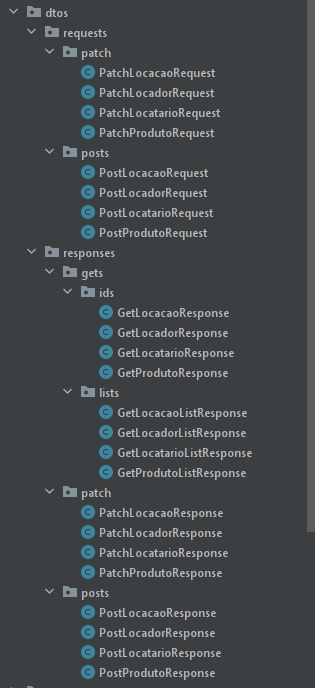 dtos
requests
patch
PatchLocacaoRequest
PatchLocadorRequest
PatchLocatarioRequest
PatchProdutoRequest
posts
PostLocacaoRequest
PostLocadorRequest
PostLocatarioRequest
PostProdutoRequest
responses
gets
ids
GetLocacaoResponse
GetLocadorResponse
GetLocatarioResponse
GetProdutoResponse
lists
GetLocacaoListResponse
GetLocadorListResponse
GetLocatarioListResponse
GetProdutoListResponse
patch
PatchLocacaoResponse
PatchLocadorResponse
PatchLocatarioResponse
PatchProdutoResponse
posts
PostLocacaoResponse
PostLocadorResponse
PostLocatarioResponse
PostProdutoResponse